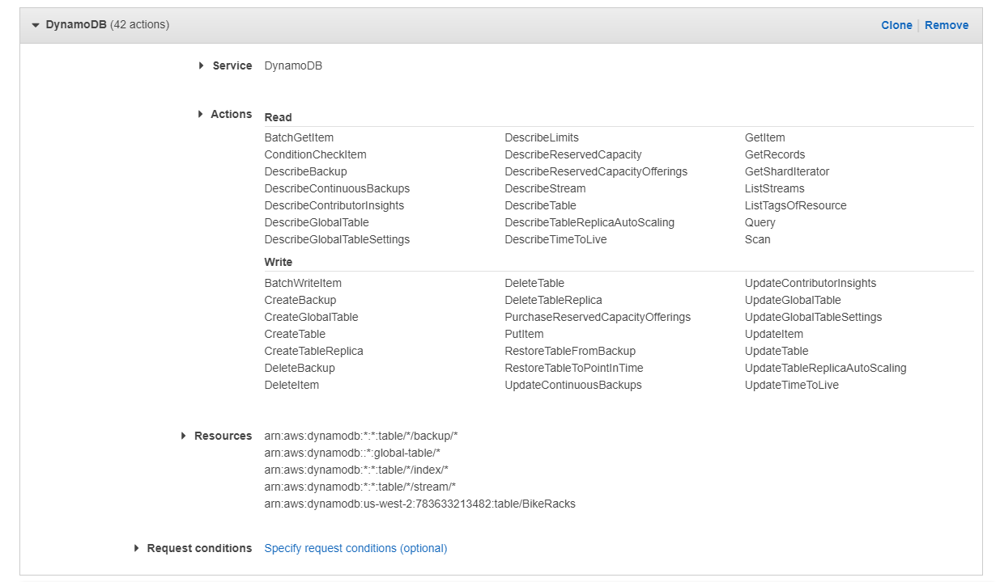 DynamoDB (42 actions) Clone Remove
Service DynamoDB
Actions Read
BatchGetItem DescribeLimits GetItem
ConditionCheckItem DescribeReservedCapacity GetRecords
DescribeBackup DescribeReservedCapacityOfferings GetShardIterator
DescribeContinuousBackups DescribeStream ListStreams
DescribeContributorInsights DescribeTable ListTagsOfResource
DescribeGlobalTable DescribeTableReplicaAutoScaling Query
DescribeGlobalTableSettings DescribeTimeToLive Scan
Write
BatchWriteItem DeleteTable UpdateContributorInsights
CreateBackup DeleteTableReplica UpdateGlobalTable
CreateGlobalTable PurchaseReservedCapacityOfferings UpdateGlobalTableSettings
CreateTable PutItem UpdateItem
CreateTableReplica RestoreTableFromBackup UpdateTable
DeleteBackup RestoreTableToPointInTime UpdateTableReplicaAutoScaling
DeleteItem UpdateContinuousBackups UpdateTimeToLive
Resources arn:aws:dynamodb:*:*:table/*/backup/*
arn:aws:dynamodb::*:global-table/*
arn:aws:dynamodb:*:*:table/*/index/*
arn:aws:dynamodb:*:*:table/*/stream/*
arn:aws:dynamodb:us-west-2:783633213482:table/BikeRacks
Request conditions Specify request conditions (optional)